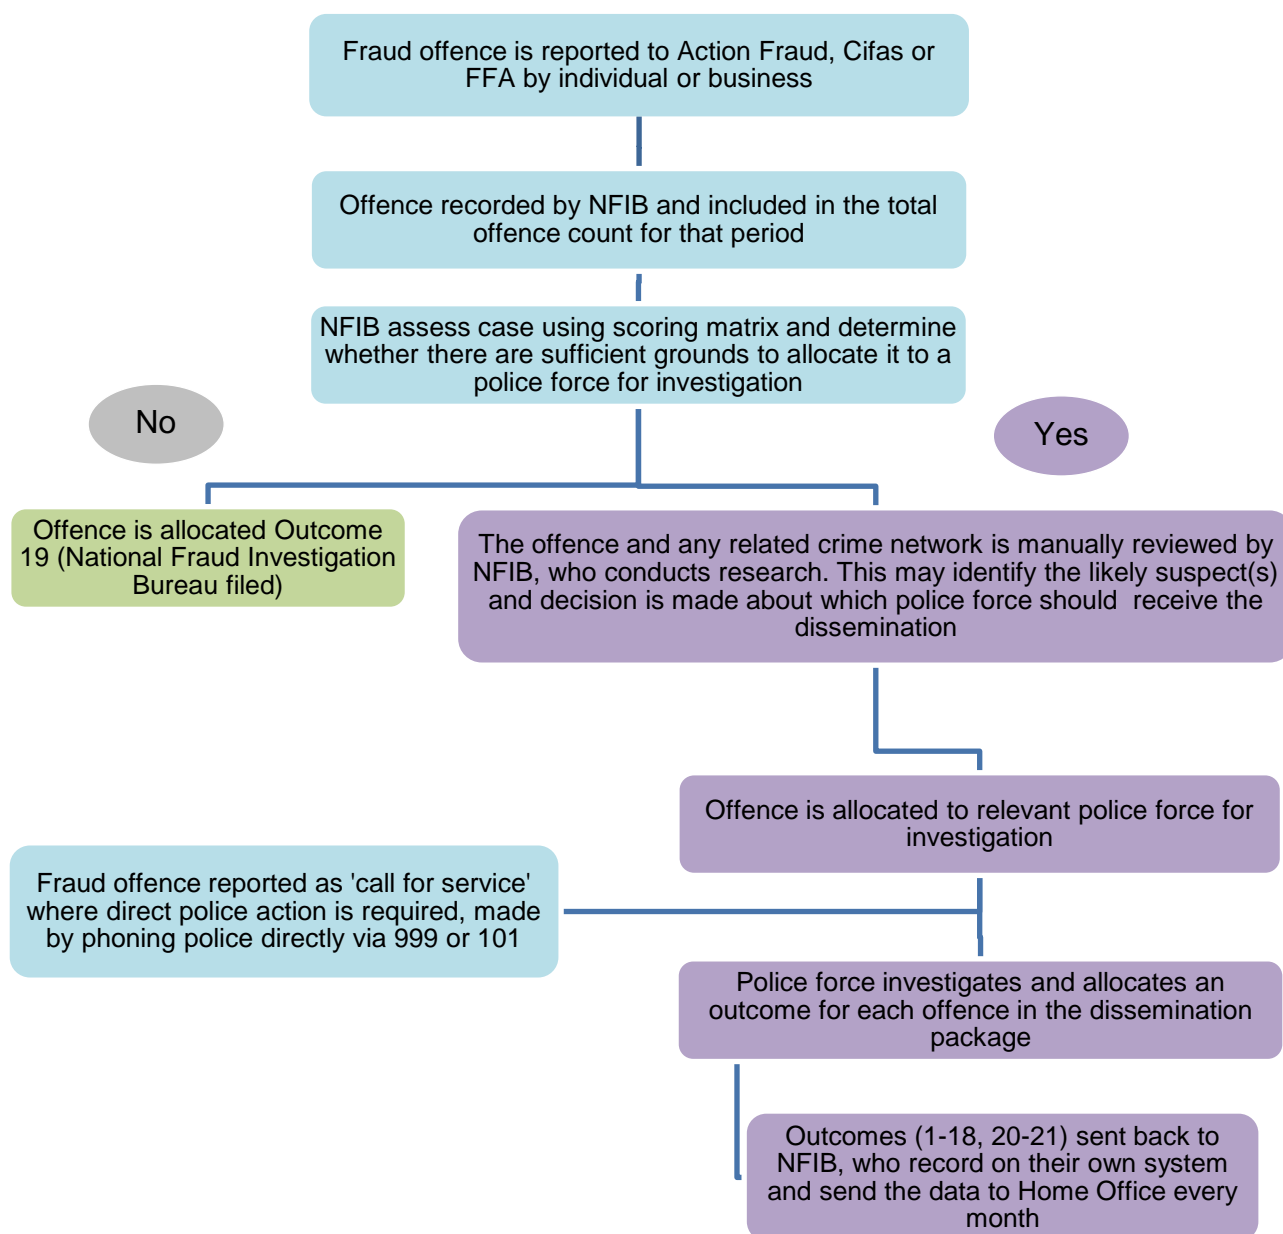 Fraud offence is reported to Action Fraud, Cifas or
FFA by individual or business
Offence recorded by NFIB and included in the total
offence count for that period
NFIB assess case using scoring matrix and determine
whether there are sufficient grounds to allocate it to a
police force for investigation
No
Yes
Offence is allocated Outcome
19 (National Fraud Investigation
Bureau filed)
The offence and any related crime network is manually reviewed by
NFIB, who conducts research. This may identify the likely suspect(s)
and decision is made about which police force should receive the
dissemination
Offence is allocated to relevant police force for
investigation
Fraud offence reported as 'call for service'
where direct police action is required, made
by phoning police directly via 999 or 101
Police force investigates and allocates an
outcome for each offence in the dissemination
package
Outcomes (1-18, 20-21) sent back to
NFIB, who record on their own system
and send the data to Home Office every
month